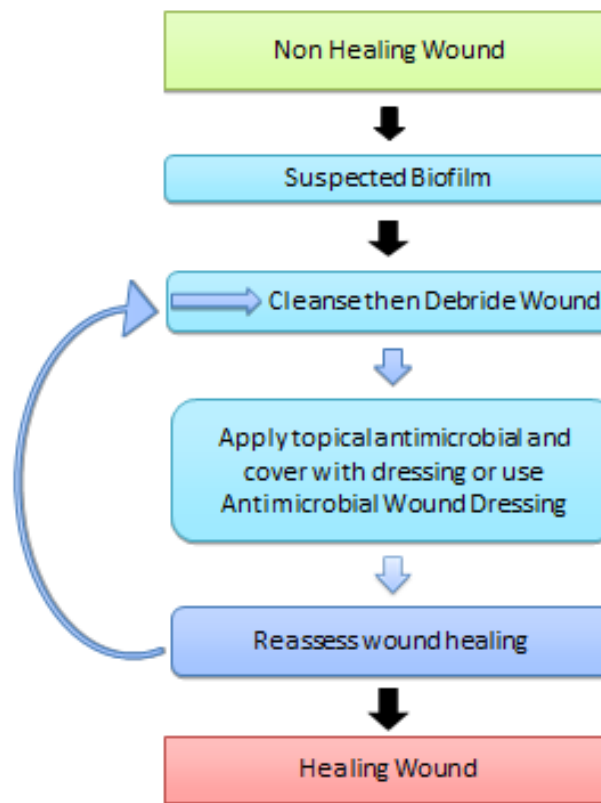 Non Healing Wound
Suspected Biofilm
Cleanse then Debride Wound
Apply topical antimicrobial and
cover with dressing or use
Antimicrobial Wound Dressing
Reassess wound healing
Healing Wound